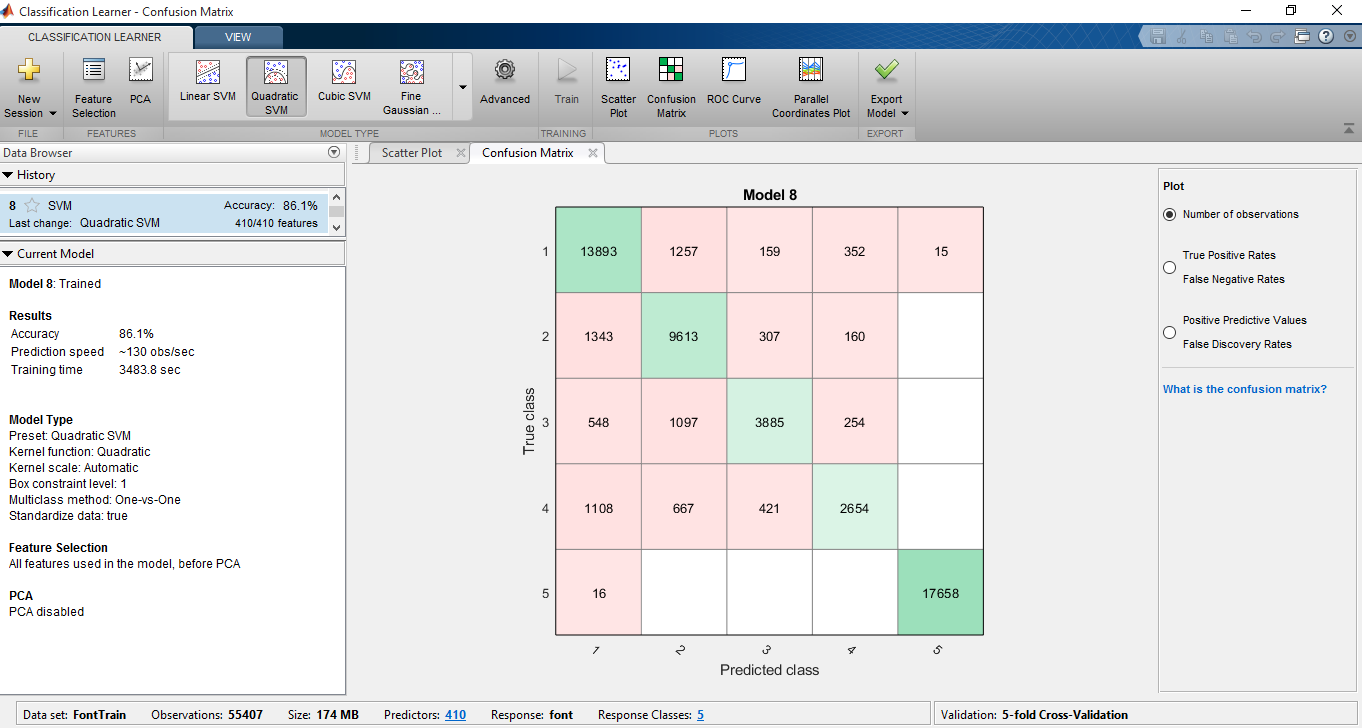 Classification Learner - Confusion Matrix
CLASSIFICATION LEARNER VIEW
New Session
Feature Selection
PCA
Linear SVM
Quadratic SVM
Cubic SVM
Fine Gaussian ...
Advanced
Train
Scatter Plot
Confusion Matrix
ROC Curve
Parallel Coordinates Plot
Export Model
FILE FEATURES MODEL TYPE TRAINING PLOTS EXPORT
Data Browser
History
8 SVM Accuracy: 86.1%
Last change: Quadratic SVM 410/410 features
Current Model
Model 8: Trained
Results
Accuracy 86.1%
Prediction speed ~130 obs/sec
Training time 3483.8 sec
Model Type
Preset: Quadratic SVM
Kernel function: Quadratic
Kernel scale: Automatic
Box constraint level: 1
Multiclass method: One-vs-One
Standardize data: true
Feature Selection
All features used in the model, before PCA
PCA
PCA disabled
Scatter Plot Confusion Matrix
Model 8
True class
1 13893 1257 159 352 15
2 1343 9613 307 160
3 548 1097 3885 254
4 1108 667 421 2654
5 16 17658
1 2 3 4 5
Predicted class
Plot
Number of observations
True Positive Rates
False Negative Rates
Positive Predictive Values
False Discovery Rates
What is the confusion matrix?
Data set: FontTrain Observations: 55407 Size: 174 MB Predictors: 410 Response: font Response Classes: 5 Validation: 5-fold Cross-Validation